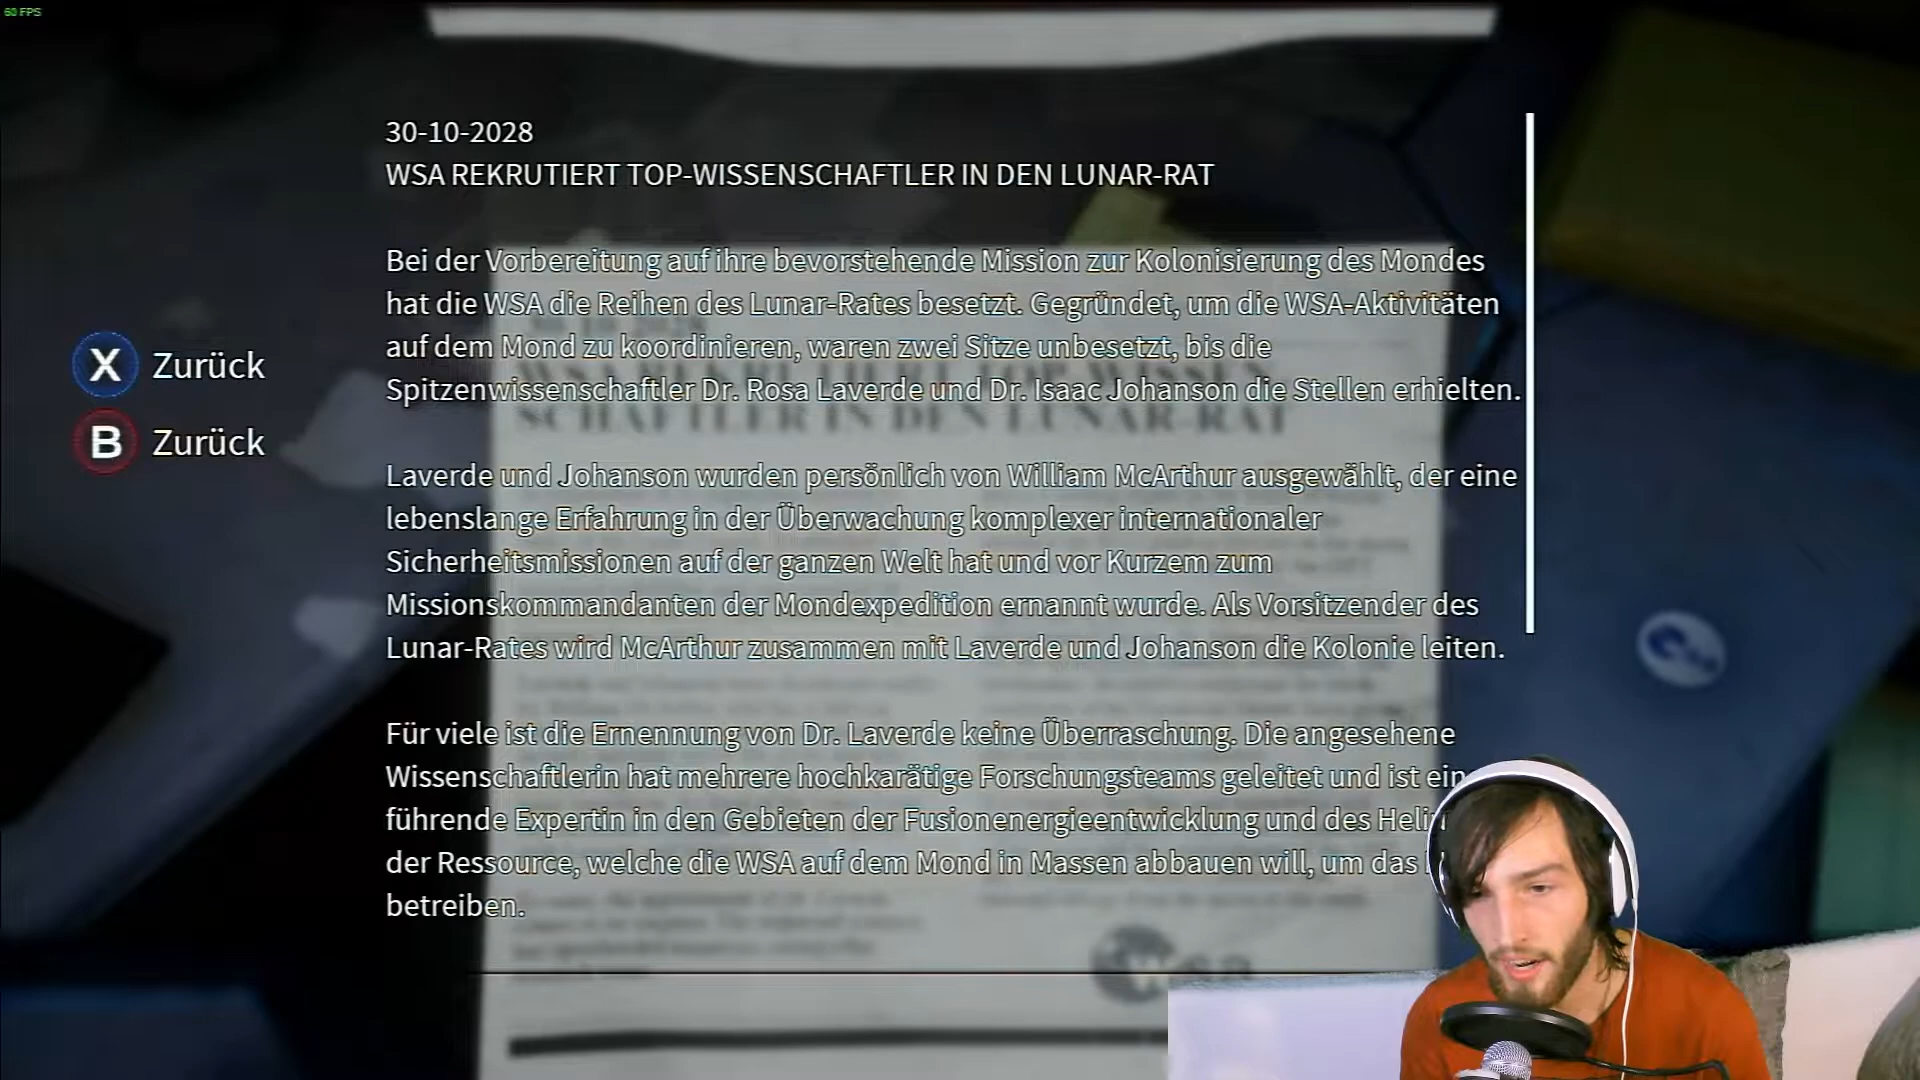 60 FPS
30-10-2028
WSA REKRUTIERT TOP-WISSENSCHAFTLER IN DEN LUNAR-RAT
Bei der Vorbereitung auf ihre bevorstehende Mission zur Kolonisierung des Mondes
hat die WSA die Reihen des Lunar-Rates besetzt. Gegründet, um die WSA-Aktivitäten
auf dem Mond zu koordinieren, waren zwei Sitze unbesetzt, bis die
Spitzenwissenschaftler Dr. Rosa Laverde und Dr. Isaac Johanson die Stellen erhielten.
X Zurück
B Zurück
Laverde und Johanson wurden persönlich von William McArthur ausgewählt, der eine
lebenslange Erfahrung in der Überwachung komplexer internationaler
Sicherheitsmissionen auf der ganzen Welt hat und vor Kurzem zum
Missionskommandanten der Mondexpedition ernannt wurde. Als Vorsitzender des
Lunar-Rates wird McArthur zusammen mit Laverde und Johanson die Kolonie leiten.
Für viele ist die Ernennung von Dr. Laverde keine Überraschung. Die angesehene
Wissenschaftlerin hat mehrere hochkarätige Forschungsteams geleitet und ist
führende Expertin in den Gebieten der Fusionenergieentwicklung und des
der Ressource, welche die WSA auf dem Mond in Massen abbauen will, um das
betreiben.